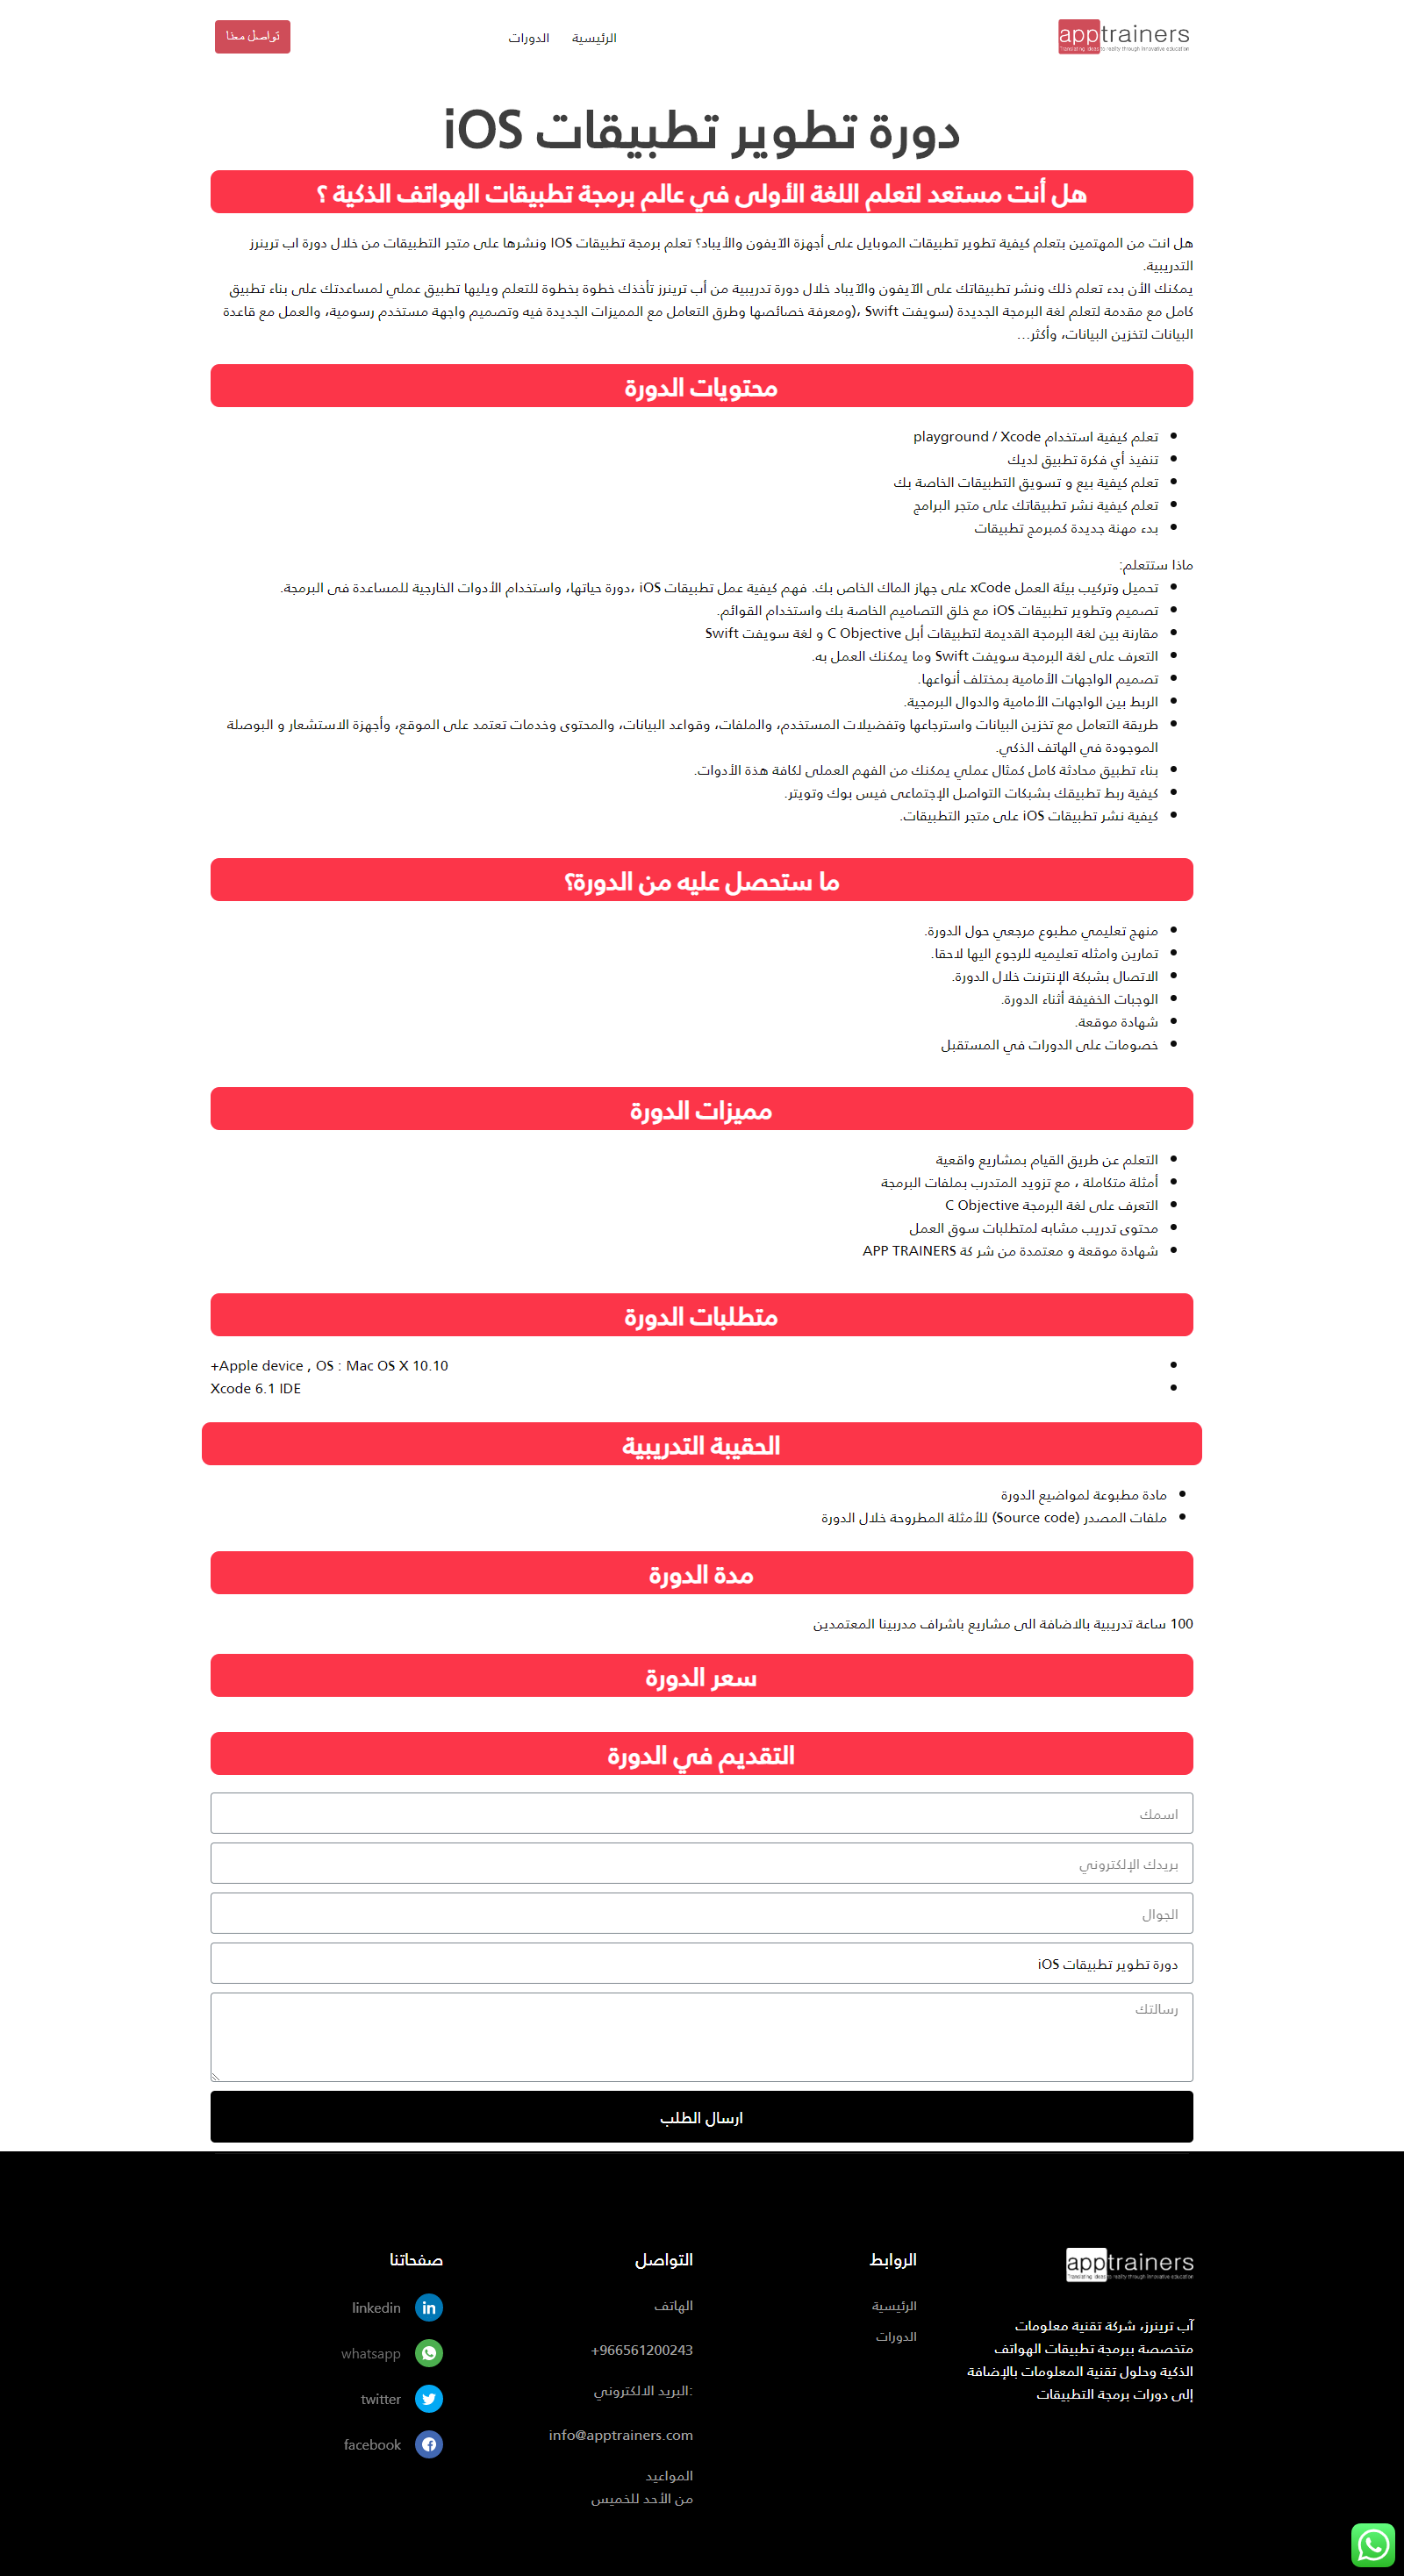 apptrainers
Translating ideas to reality through innovative education
الرئيسية
الدورات
تواصل معنا
دورة تطوير تطبيقات iOS
هل أنت مستعد لتعلم اللغة الأولى في عالم برمجة تطبيقات الهواتف الذكية ؟
هل انت من المهتمين بتعلم كيفية تطوير تطبيقات الموبايل على أجهزة الآيفون والأيباد؟ تعلم برمجة تطبيقات IOS ونشرها على متجر التطبيقات من خلال دورة اب ترينرز
التدريبية.
يمكنك الأن بدء تعلم ذلك ونشر تطبيقاتك على الآيفون والآيباد خلال دورة تدريبية من أب ترينرز تأخذك خطوة بخطوة للتعلم ويليها تطبيق عملي لمساعدتك على بناء تطبيق
كامل مع مقدمة لتعلم لغة البرمجة الجديدة (سويفت Swift ،(ومعرفة خصائصها وطرق التعامل مع المميزات الجديدة فيه وتصميم واجهة مستخدم رسومية، والعمل مع قاعدة
البيانات لتخزين البيانات، وأكثر…
محتويات الدورة
تعلم كيفية استخدام playground / Xcode
تنفيذ أي فكرة تطبيق لديك
تعلم كيفية بيع و تسويق التطبيقات الخاصة بك
تعلم كيفية نشر تطبيقاتك على متجر البرامج
بدء مهنة جديدة كمبرمج تطبيقات
ماذا ستتعلم:
تحميل وتركيب بيئة العمل xCode على جهاز الماك الخاص بك. فهم كيفية عمل تطبيقات iOS ،دورة حياتها، واستخدام الأدوات الخارجية للمساعدة فى البرمجة.
تصميم وتطوير تطبيقات iOS مع خلق التصاميم الخاصة بك واستخدام القوائم.
مقارنة بين لغة البرمجة القديمة لتطبيقات أبل C Objective و لغة سويفت Swift
التعرف على لغة البرمجة سويفت Swift وما يمكنك العمل به.
تصميم الواجهات الأمامية بمختلف أنواعها.
الربط بين الواجهات الأمامية والدوال البرمجية.
طريقة التعامل مع تخزين البيانات واسترجاعها وتفضيلات المستخدم، والملفات، وقواعد البيانات، والمحتوى وخدمات تعتمد على الموقع، وأجهزة الاستشعار و البوصلة
الموجودة في الهاتف الذكي.
بناء تطبيق محادثة كامل كمثال عملي يمكنك من الفهم العملى لكافة هذة الأدوات.
كيفية ربط تطبيقك بشبكات التواصل الإجتماعى فيس بوك وتويتر.
كيفية نشر تطبيقات iOS على متجر التطبيقات.
ما ستحصل عليه من الدورة؟
منهج تعليمي مطبوع مرجعي حول الدورة.
تمارين وامثله تعليميه للرجوع اليها لاحقا.
الاتصال بشبكة الإنترنت خلال الدورة.
الوجبات الخفيفة أثناء الدورة.
شهادة موقعة.
خصومات على الدورات في المستقبل
مميزات الدورة
التعلم عن طريق القيام بمشاريع واقعية
أمثلة متكاملة ، مع تزويد المتدرب بملفات البرمجة
التعرف على لغة البرمجة C Objective
محتوى تدريب مشابه لمتطلبات سوق العمل
شهادة موقعة و معتمدة من شر كة APP TRAINERS
متطلبات الدورة
+Apple device , OS : Mac OS X 10.10
Xcode 6.1 IDE
الحقيبة التدريبية
مادة مطبوعة لمواضيع الدورة
ملفات المصدر (Source code) للأمثلة المطروحة خلال الدورة
مدة الدورة
100 ساعة تدريبية بالاضافة الى مشاريع باشراف مدربينا المعتمدين
سعر الدورة
التقديم في الدورة
اسمك
بريدك الإلكتروني
الجوال
دورة تطوير تطبيقات iOS
رسالتك
ارسال الطلب
apptrainers
Translating ideas to reality through innovative education
آب ترينرز، شركة تقنية معلومات
متخصصة ببرمجة تطبيقات الهواتف
الذكية وحلول تقنية المعلومات بالإضافة
إلى دورات برمجة التطبيقات
الروابط
الرئيسية
الدورات
التواصل
الهاتف
+966561200243
البريد الالكتروني:
info@apptrainers.com
المواعيد
من الأحد للخميس
صفحاتنا
linkedin
whatsapp
twitter
facebook